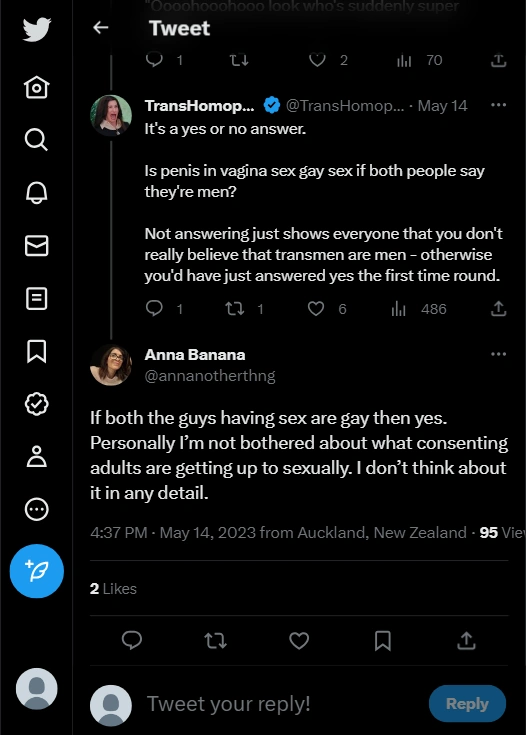 "Oooohooohooo look who's suddenly super
Tweet
1
2
70
TransHomop... @TransHomop... · May 14
It's a yes or no answer.
Is penis in vagina sex gay sex if both people say
they're men?
Not answering just shows everyone that you don't
really believe that transmen are men - otherwise
you'd have just answered yes the first time round.
1
1
6
486
Anna Banana
@annanotherthng
If both the guys having sex are gay then yes.
Personally I'm not bothered about what consenting
adults are getting up to sexually. I don't think about
it in any detail.
4:37 PM · May 14, 2023 from Auckland, New Zealand · 95 Vie
2 Likes
Tweet your reply!
Reply